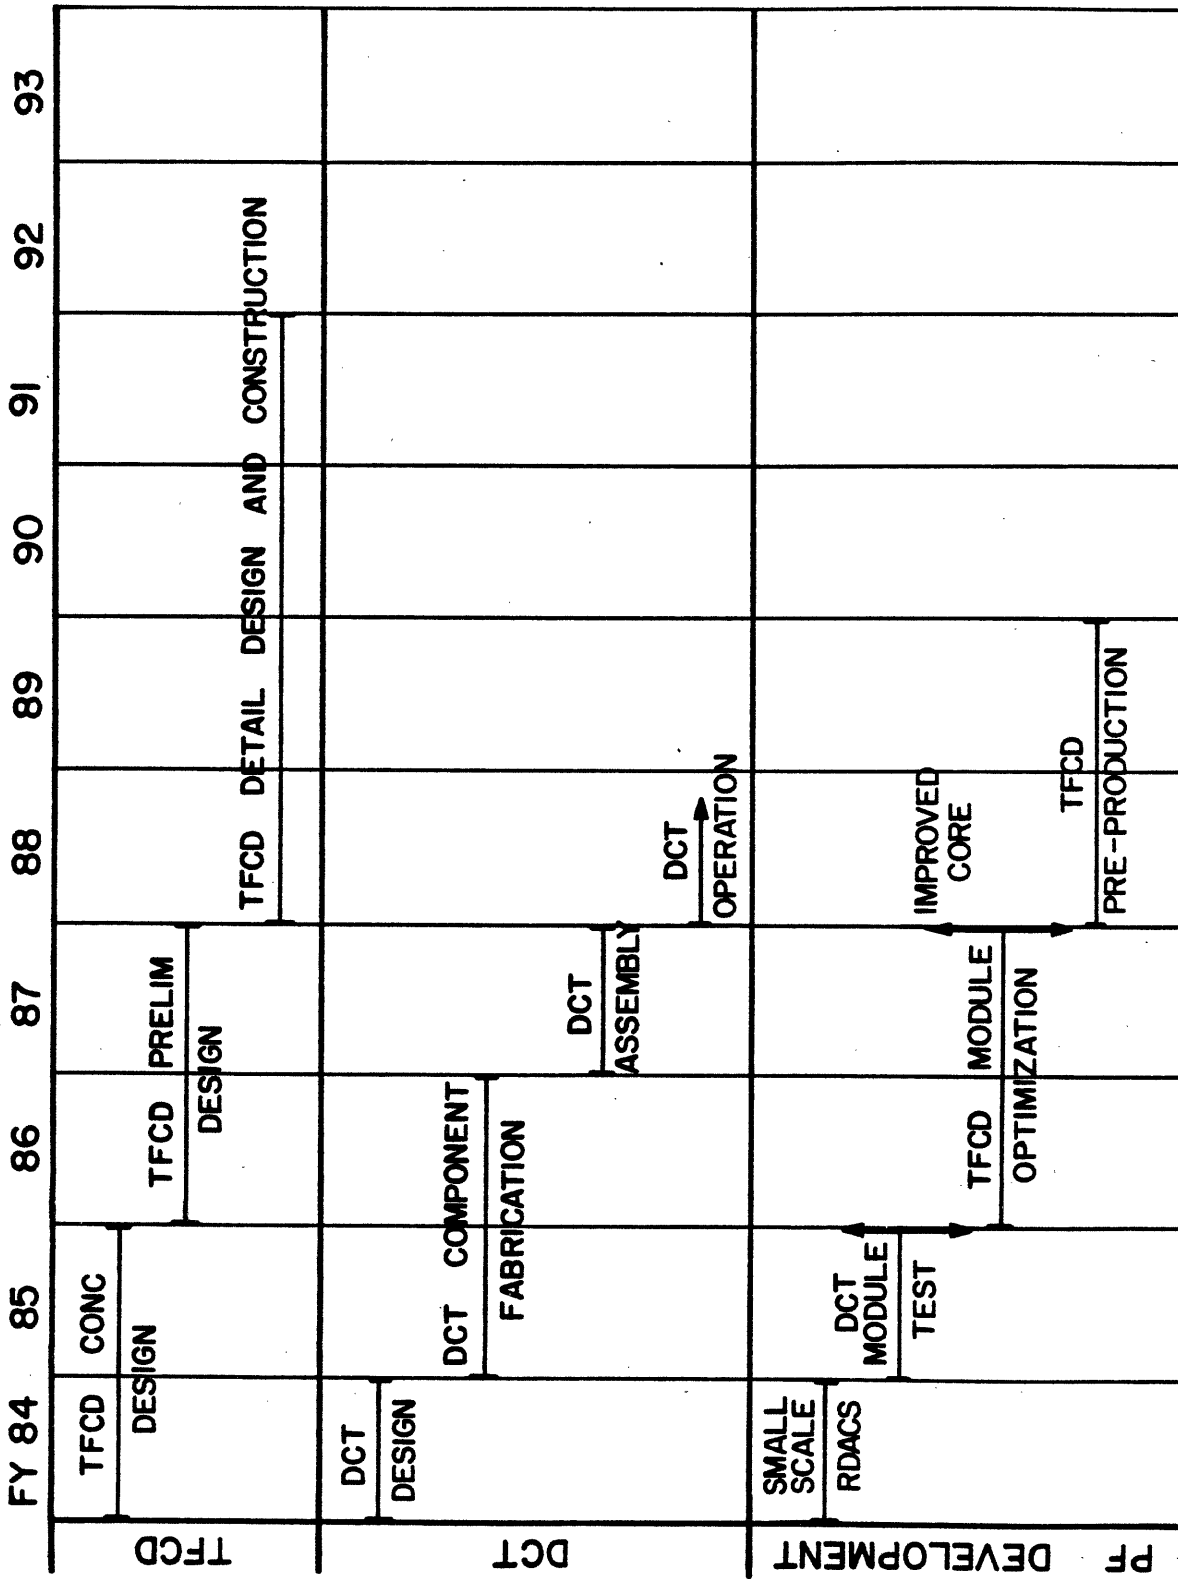 FY 84 85 86 87 88 89 90 91 92 93
TFCD
TFCD CONC
DESIGN
TFCD PRELIM
DESIGN
TFCD DETAIL DESIGN AND CONSTRUCTION
DCT
DCT
DESIGN
DCT COMPONENT
FABRICATION
DCT
ASSEMBLY
DCT
OPERATION
PF
DEVELOPMENT
SMALL
SCALE
RDACS
DCT
MODULE
TEST
TFCD MODULE
OPTIMIZATION
IMPROVED
CORE
TFCD
PRE-PRODUCTION